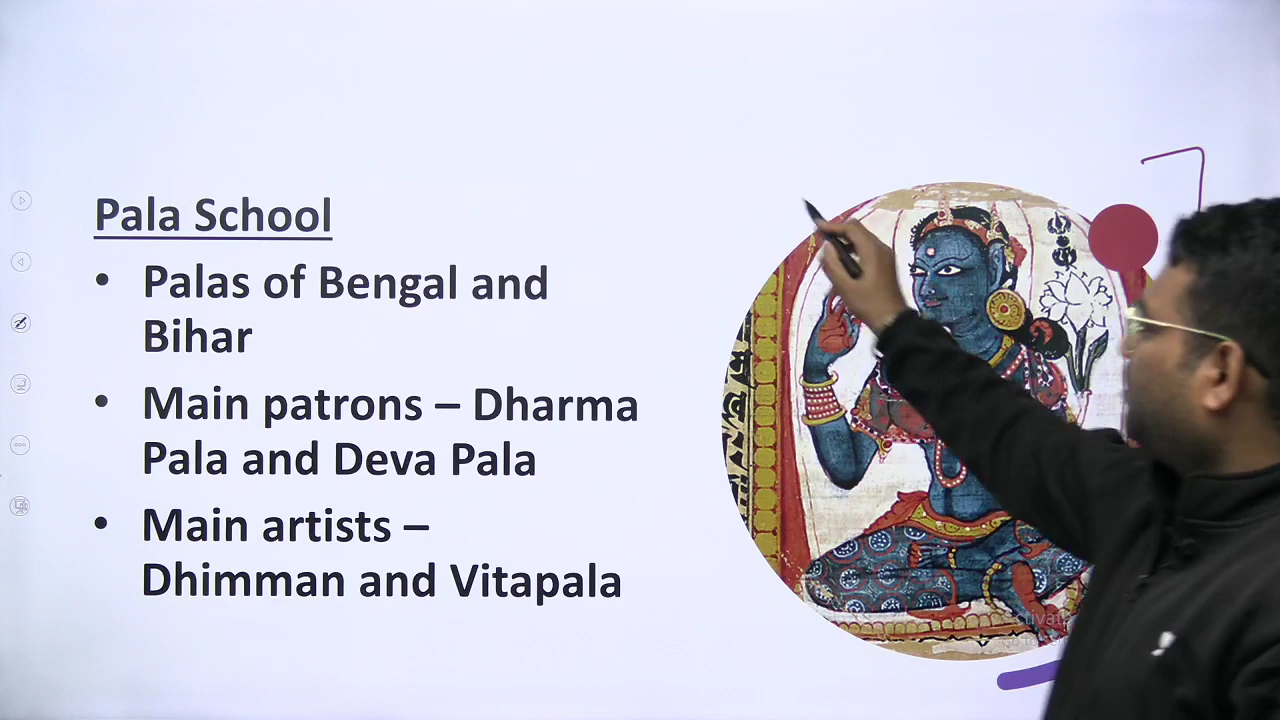 Pala School
• Palas of Bengal and
Bihar
• Main patrons – Dharma
Pala and Deva Pala
• Main artists –
Dhimman and Vitapala